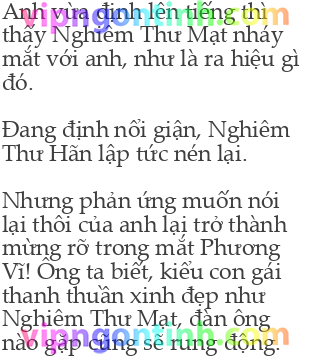 Anh vừa định lên tiếng thì
thấy Nghiêm Thư Mạt nháy
mắt với anh, như là ra hiệu gì
đó.
Đang định nổi giận, Nghiêm
Thư Hãn lập tức nén lại.
Nhưng phản ứng muốn nói
lại thôi của anh lại trở thành
mừng rỡ trong mắt Phương
Vĩ! Ông ta biết, kiểu con gái
thanh thuần xinh đẹp như
Nghiêm Thư Mạt, đàn ông
nào gặp cũng sẽ rung động.
vipngontinh.com
vipngontinh.com